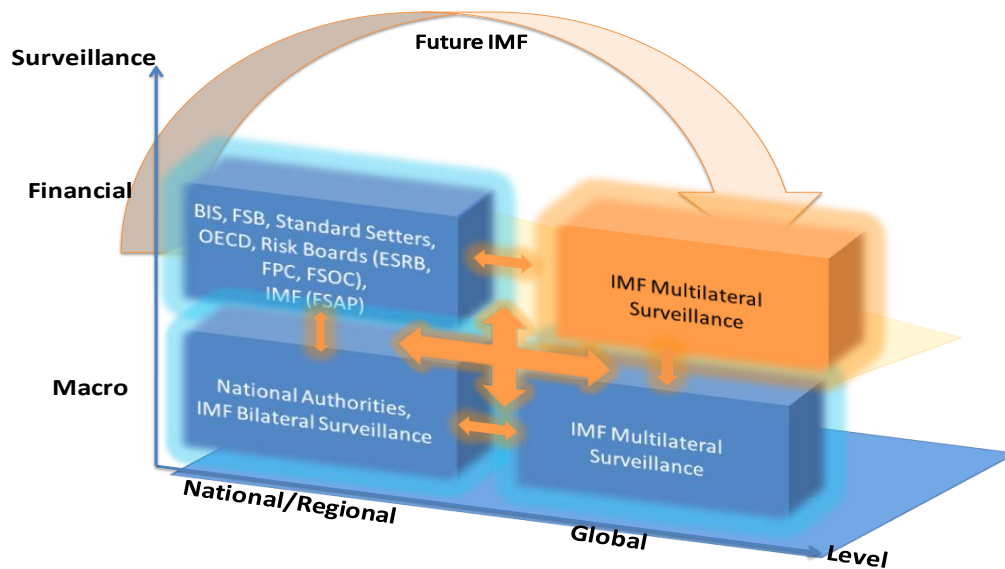 Future IMF
Surveillance
Financial
BIS, FSB, Standard Setters,
OECD, Risk Boards (ESRB,
FPC, FSOC),
IMF (FSAP)
IMF Multilateral
Surveillance
Macro
National Authorities,
IMF Bilateral Surveillance
IMF Multilateral
Surveillance
National/Regional
Global
Level